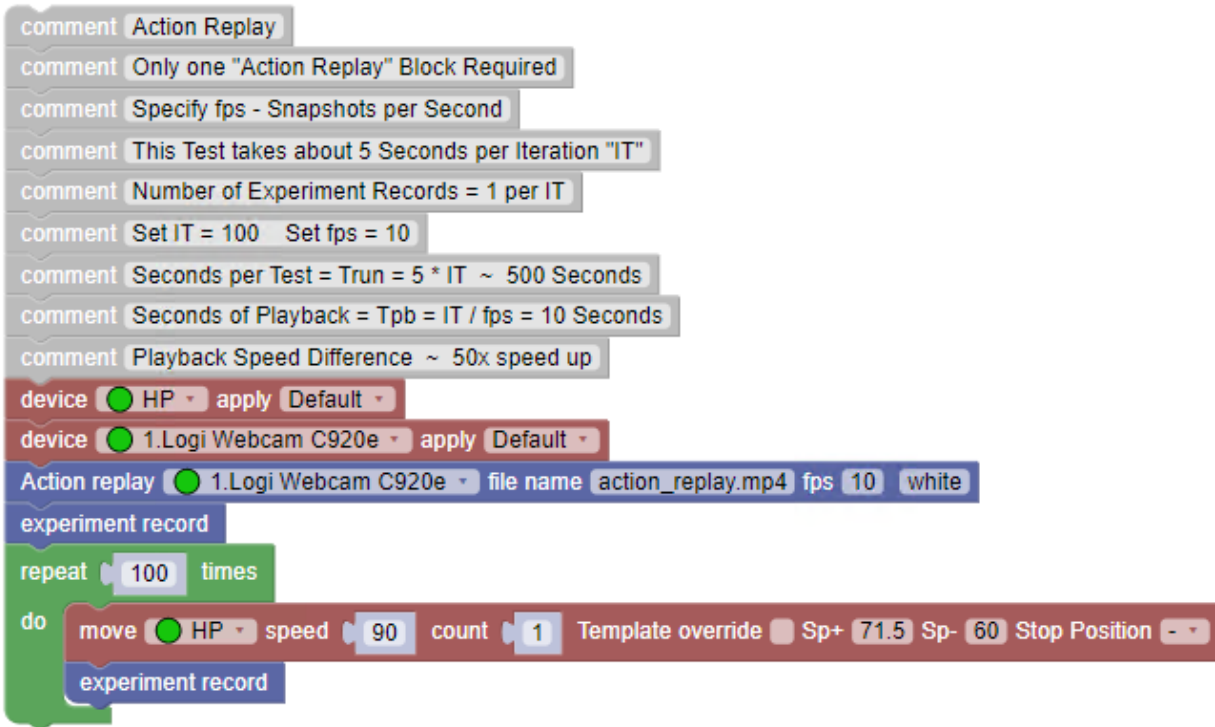 comment Action Replay
comment Only one "Action Replay" Block Required
comment Specify fps - Snapshots per Second
comment This Test takes about 5 Seconds per Iteration "IT"
comment Number of Experiment Records = 1 per IT
comment Set IT = 100 Set fps = 10
comment Seconds per Test = Trun = 5 * IT ~ 500 Seconds
comment Seconds of Playback = Tpb = IT / fps = 10 Seconds
comment Playback Speed Difference ~ 50x speed up
device HP apply Default
device 1.Logi Webcam C920e apply Default
Action replay 1.Logi Webcam C920e file name action_replay.mp4 fps 10 white
experiment record
repeat 100 times
do move HP speed 90 count 1 Template override Sp+ 71.5 Sp- 60 Stop Position -
experiment record